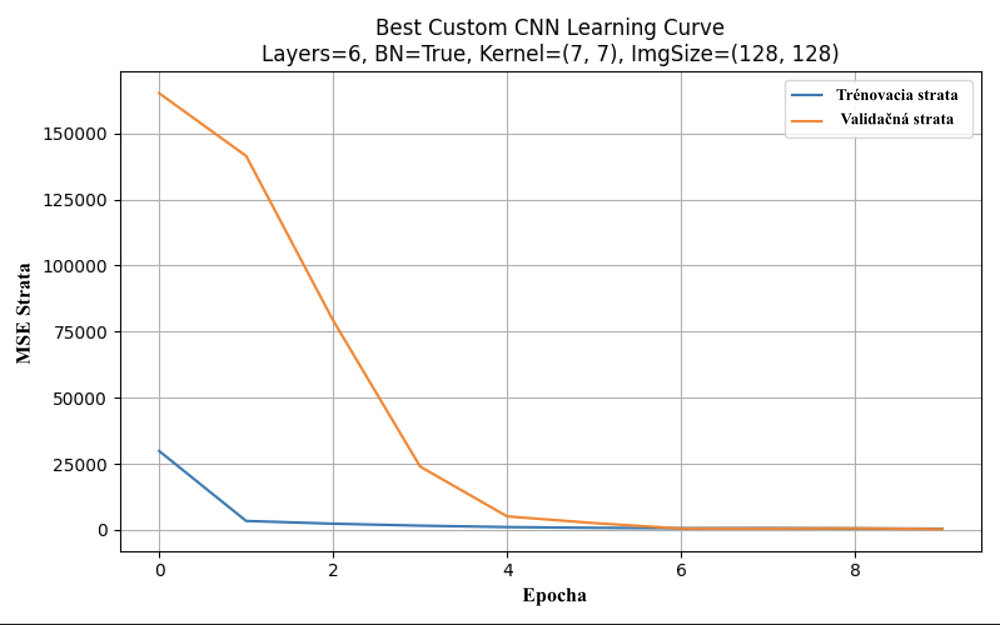 Best Custom CNN Learning Curve
Layers=6, BN=True, Kernel=(7, 7), ImgSize=(128, 128)
Trénovacia strata
Validačná strata
150000
125000
100000
75000
50000
25000
0
MSE Strata
0 2 4 6 8
Epocha